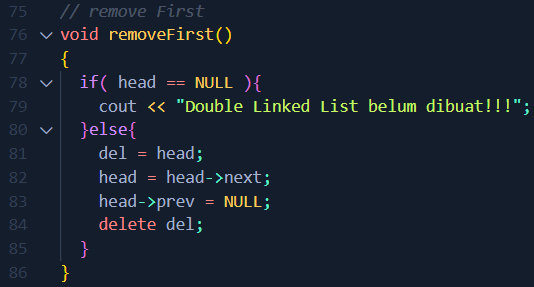 75 // remove First
76 void removeFirst()
77 {
78 if( head == NULL ){
79 cout << "Double Linked List belum dibuat!!!";
80 }else{
81 del = head;
82 head = head->next;
83 head->prev = NULL;
84 delete del;
85 }
86 }